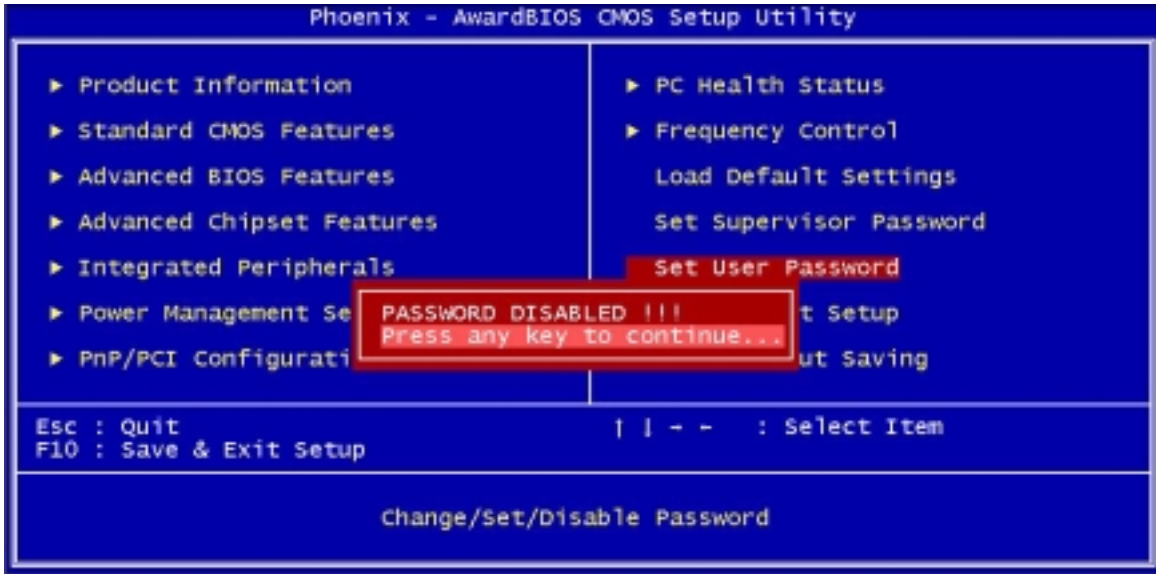 Phoenix - AwardBIOS CMOS Setup Utility
► Product Information
► Standard CMOS Features
► Advanced BIOS Features
► Advanced Chipset Features
► Integrated Peripherals
► Power Management Se
► PnP/PCI Configurati
► PC Health Status
► Frequency Control
Load Default Settings
Set Supervisor Password
Set User Password
t Setup
ut Saving
PASSWORD DISABLED !!!
Press any key to continue...
Esc : Quit
F10 : Save & Exit Setup
↑ ↓ → ← : Select Item
Change/Set/Disable Password